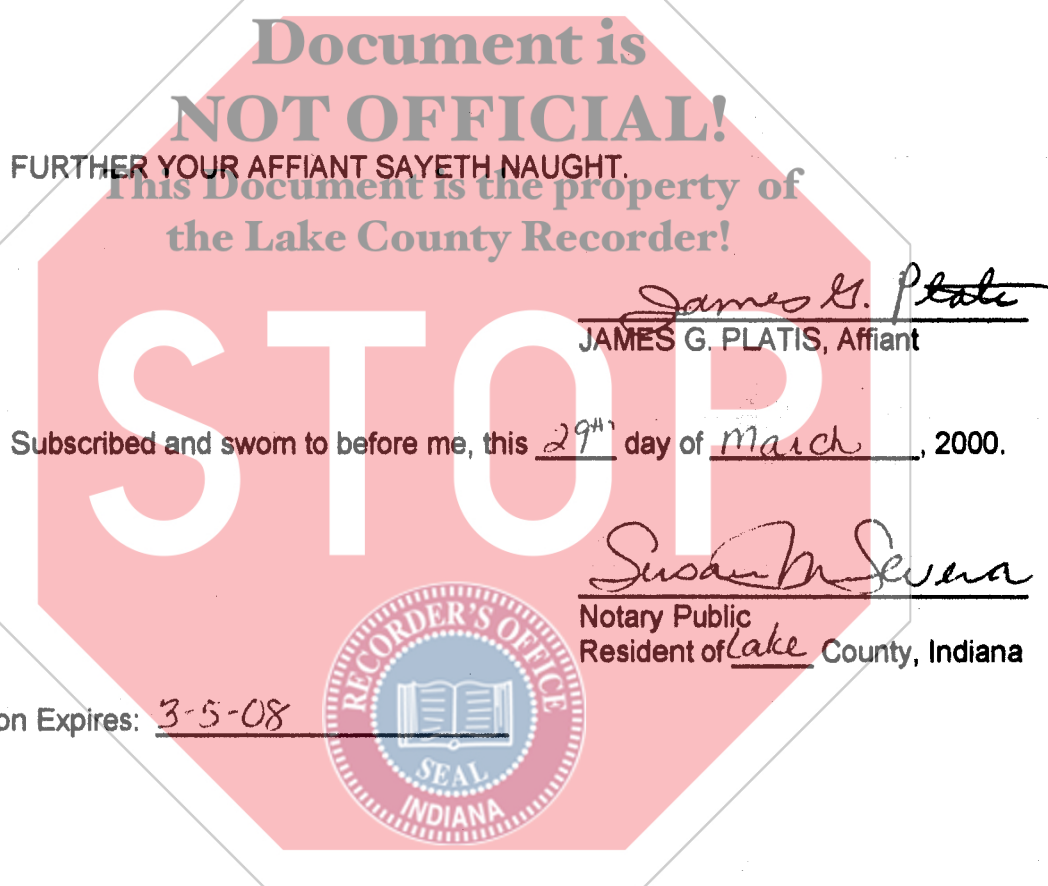 Document is
NOT OFFICIAL!
FURTHER YOUR AFFIANT SAYETH NAUGHT.
This Document is the property of
the Lake County Recorder!
James G. Platis
JAMES G. PLATIS, Affiant
STOP
Subscribed and sworn to before me, this 29th day of March, 2000.
Susan M Severa
Notary Public
Resident of Lake County, Indiana
on Expires: 3-5-08
RECORDER'S OFFICE
SEAL
INDIANA